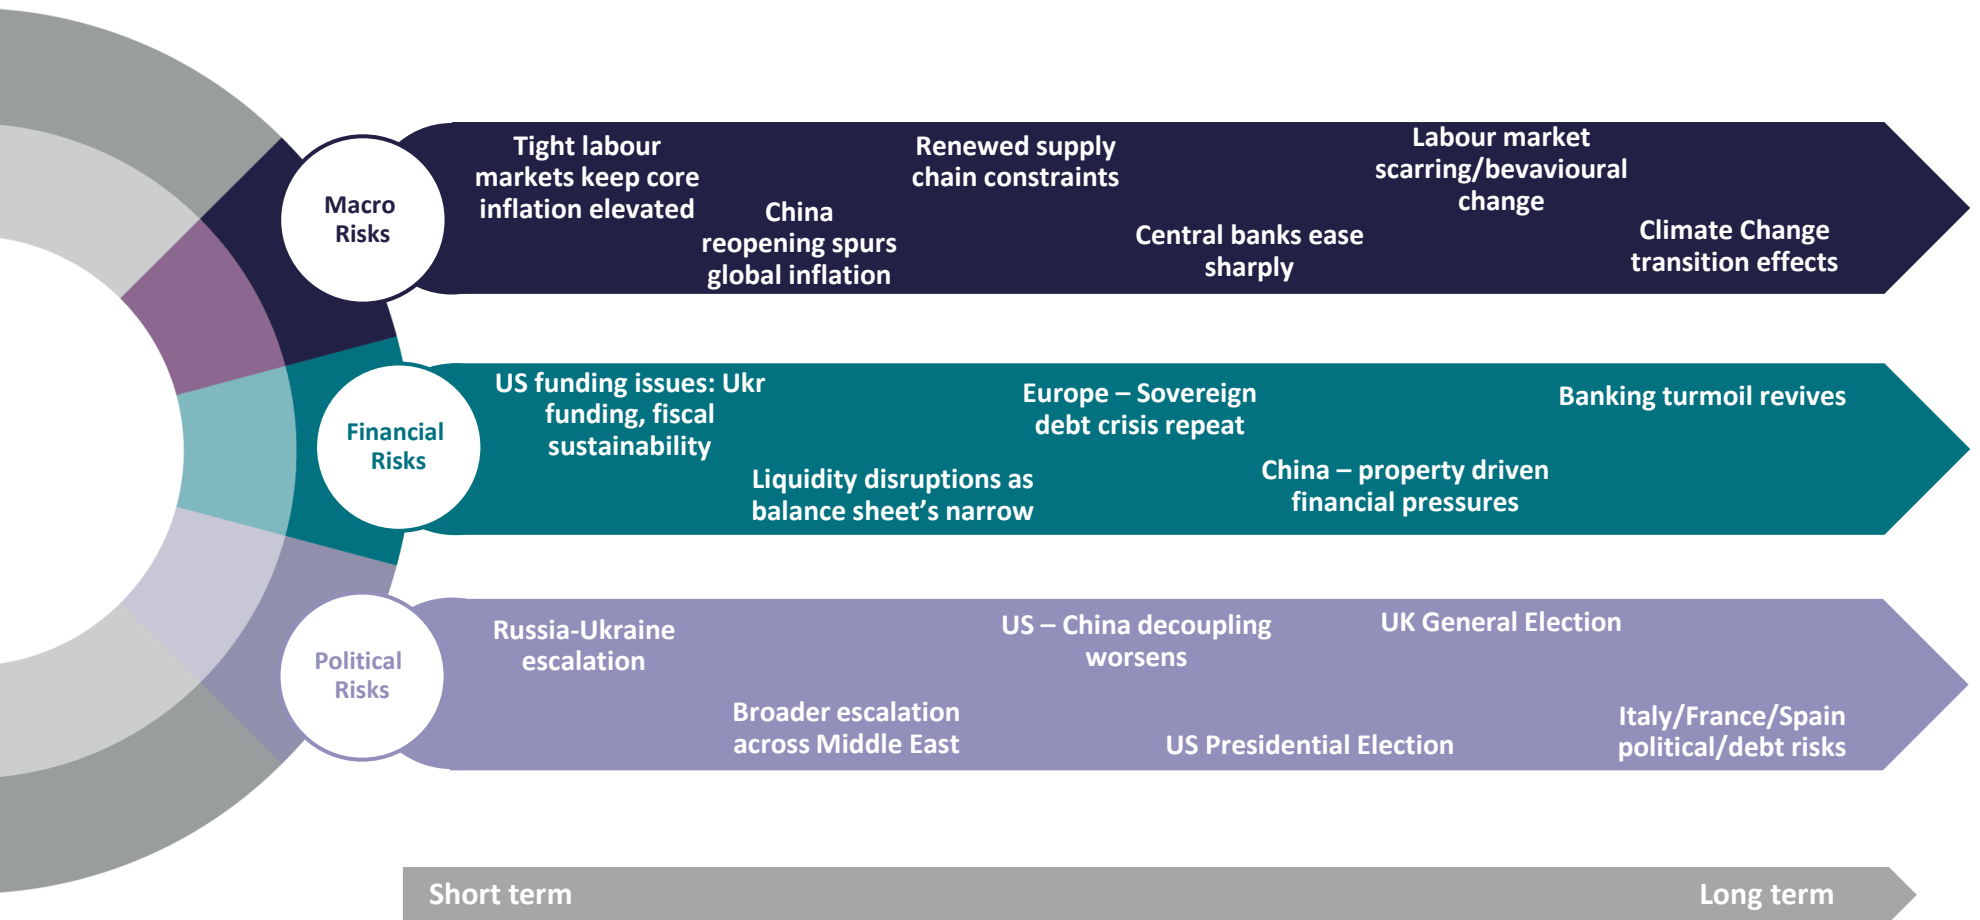 Macro
Risks
Tight labour
markets keep core
inflation elevated
China
reopening spurs
global inflation
Renewed supply
chain constraints
Central banks ease
sharply
Labour market
scarring/bevavioural
change
Climate Change
transition effects
Financial
Risks
US funding issues: Ukr
funding, fiscal
sustainability
Liquidity disruptions as
balance sheet’s narrow
Europe – Sovereign
debt crisis repeat
China – property driven
financial pressures
Banking turmoil revives
Political
Risks
Russia-Ukraine
escalation
Broader escalation
across Middle East
US – China decoupling
worsens
US Presidential Election
UK General Election
Italy/France/Spain
political/debt risks
Short term
Long term